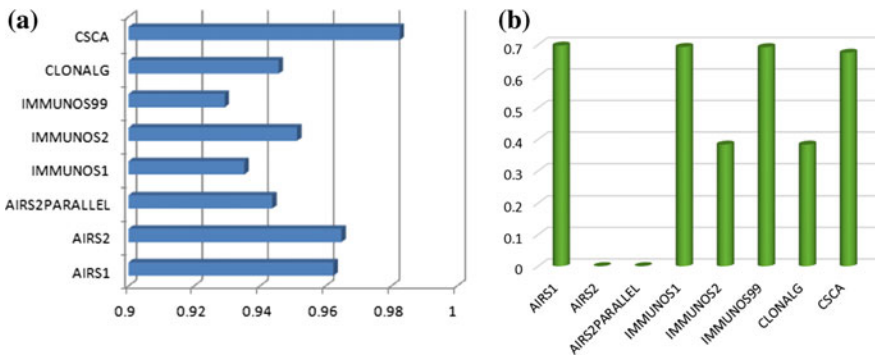 (a)
CSCA
CLONALG
IMMUNOS99
IMMUNOS2
IMMUNOS1
AIRS2PARALLEL
AIRS2
AIRS1
0.9 0.92 0.94 0.96 0.98 1
(b)
0.7
0.6
0.5
0.4
0.3
0.2
0.1
0
AIRS1
AIRS2
AIRS2PARALLEL
IMMUNOS1
IMMUNOS2
IMMUNOS99
CLONALG
CSCA